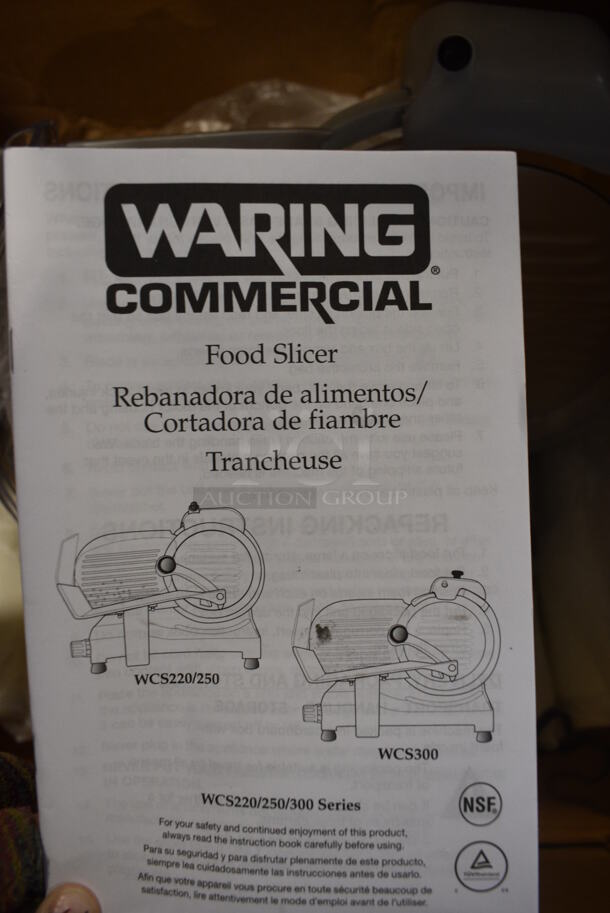 WARING®
COMMERCIAL
Food Slicer
Rebanadora de alimentos/
Cortadora de fiambre
Trancheuse
AUCTION GROUP
WCS220/250
WCS300
WCS220/250/300 Series
NSF
For your safety and continued enjoyment of this product,
always read the instruction book carefully before using.
Para su seguridad y para disfrutar plenamente de este producto,
siempre lea cuidadosamente las instrucciones antes de usarlo.
Afin que votre appareil vous procure en toute sécurité beaucoup de
satisfaction, lire attentivement le mode d'emploi avant de l'utiliser.